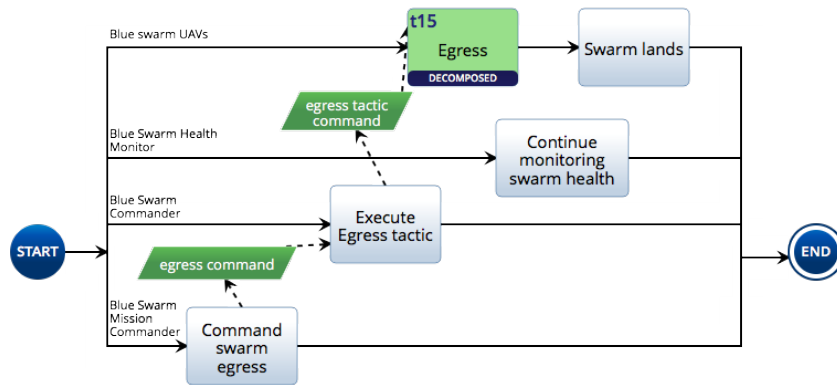 Blue swarm UAVs
t15
Egress
DECOMPOSED
Swarm lands
egress tactic
command
Blue Swarm Health
Monitor
Continue
monitoring
swarm health
Blue Swarm
Commander
Execute
Egress tactic
START
egress command
END
Blue Swarm
Mission
Commander
Command
swarm
egress